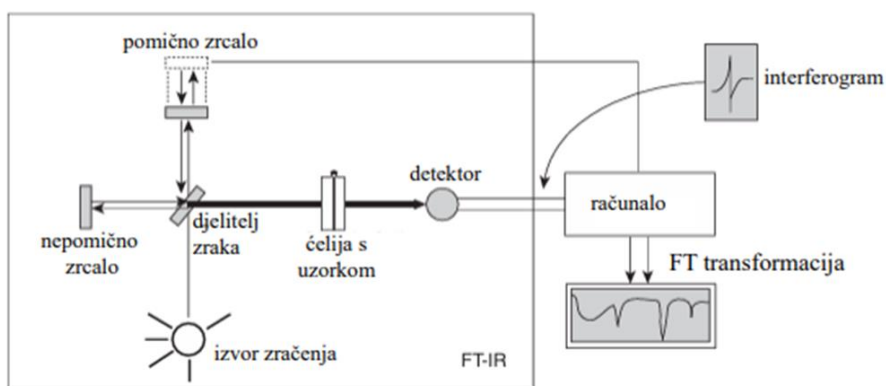 pomično zrcalo
interferogram
detektor
računalo
nepomično
zrcalo
djelitelj
zraka
ćelija s
uzorkom
FT transformacija
izvor zračenja
FT-IR